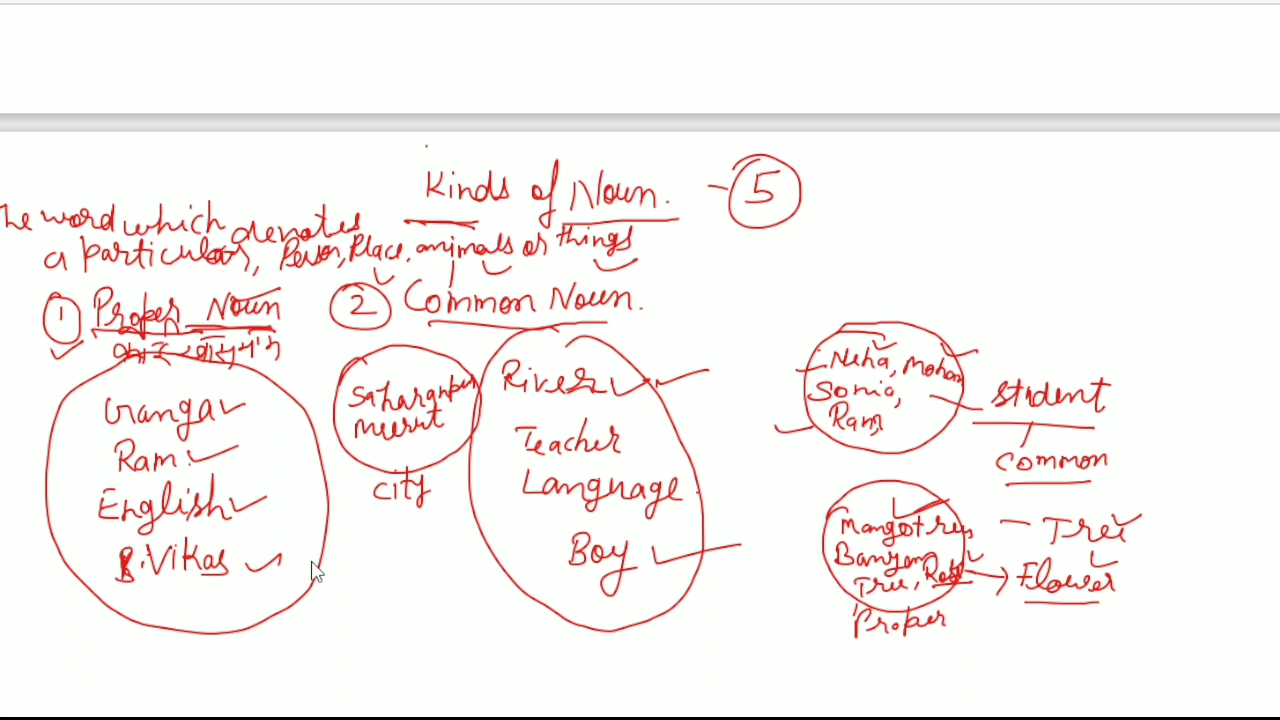 Kinds of Noun. - 5
The word which denotes
a particular, Person, Place, animals or things
1 Proper Noun
2 Common Noun.
Ganga
Ram
English
B. Vikas
Saharanpur
Meerut
City
River
Teacher
Language
Boy
Neha, Mohan
Sonia,
Ram,
Student
Common
Mango trees
Banyan
Tree, Rose
Proper
Tree
Flower